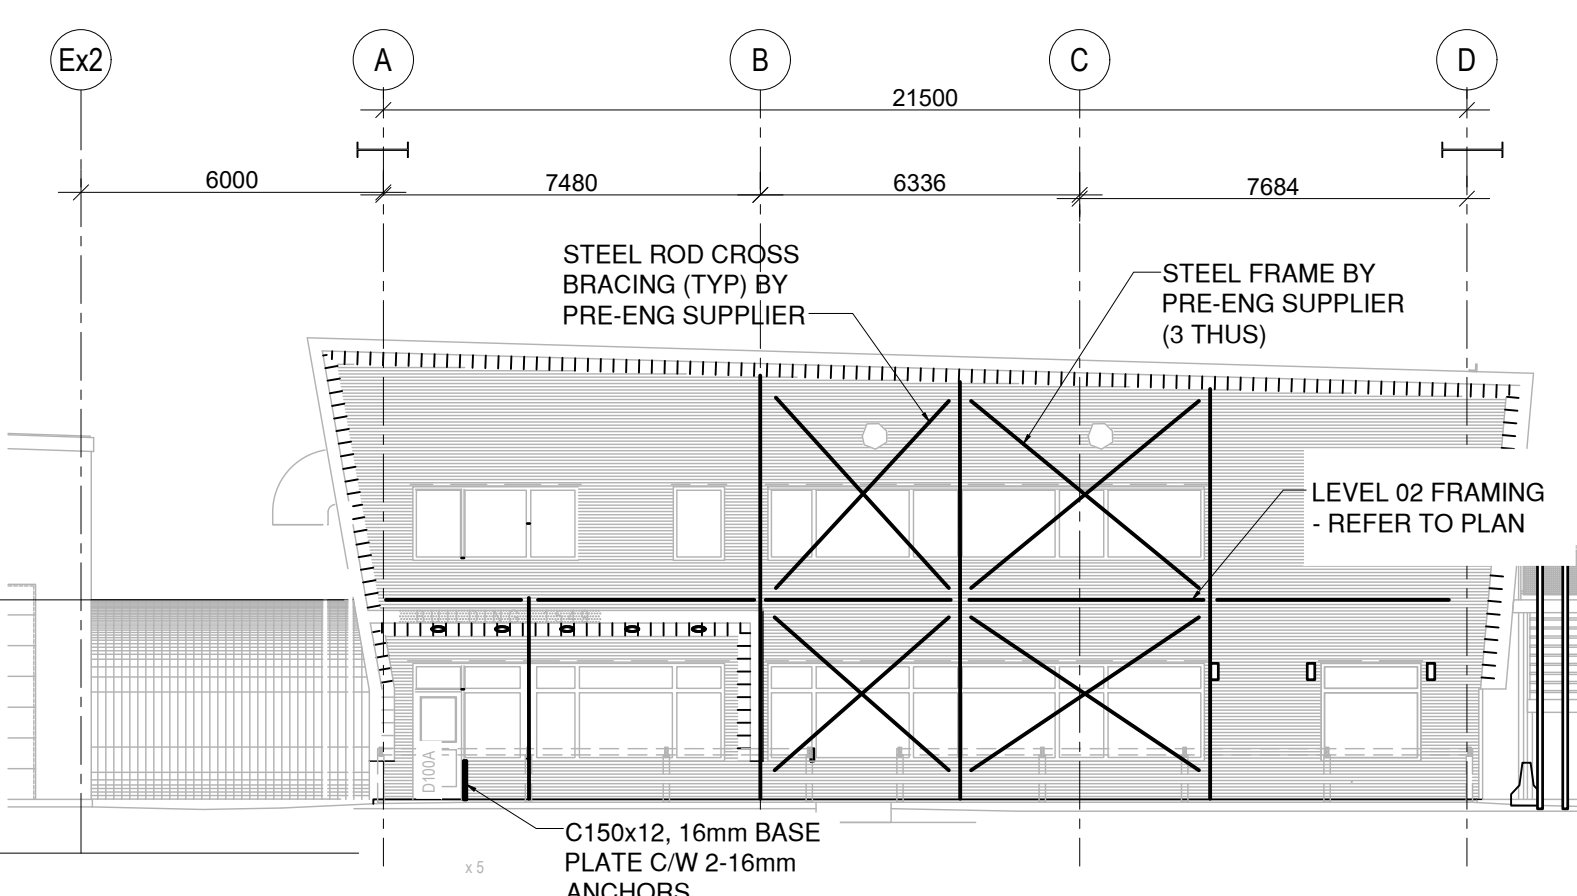 Ex2
A
B
C
D
21500
6000
7480
6336
7684
STEEL ROD CROSS
BRACING (TYP) BY
PRE-ENG SUPPLIER
STEEL FRAME BY
PRE-ENG SUPPLIER
(3 THUS)
LEVEL 02 FRAMING
- REFER TO PLAN
D100A
C150x12, 16mm BASE
PLATE C/W 2-16mm
ANCHORS
x 5